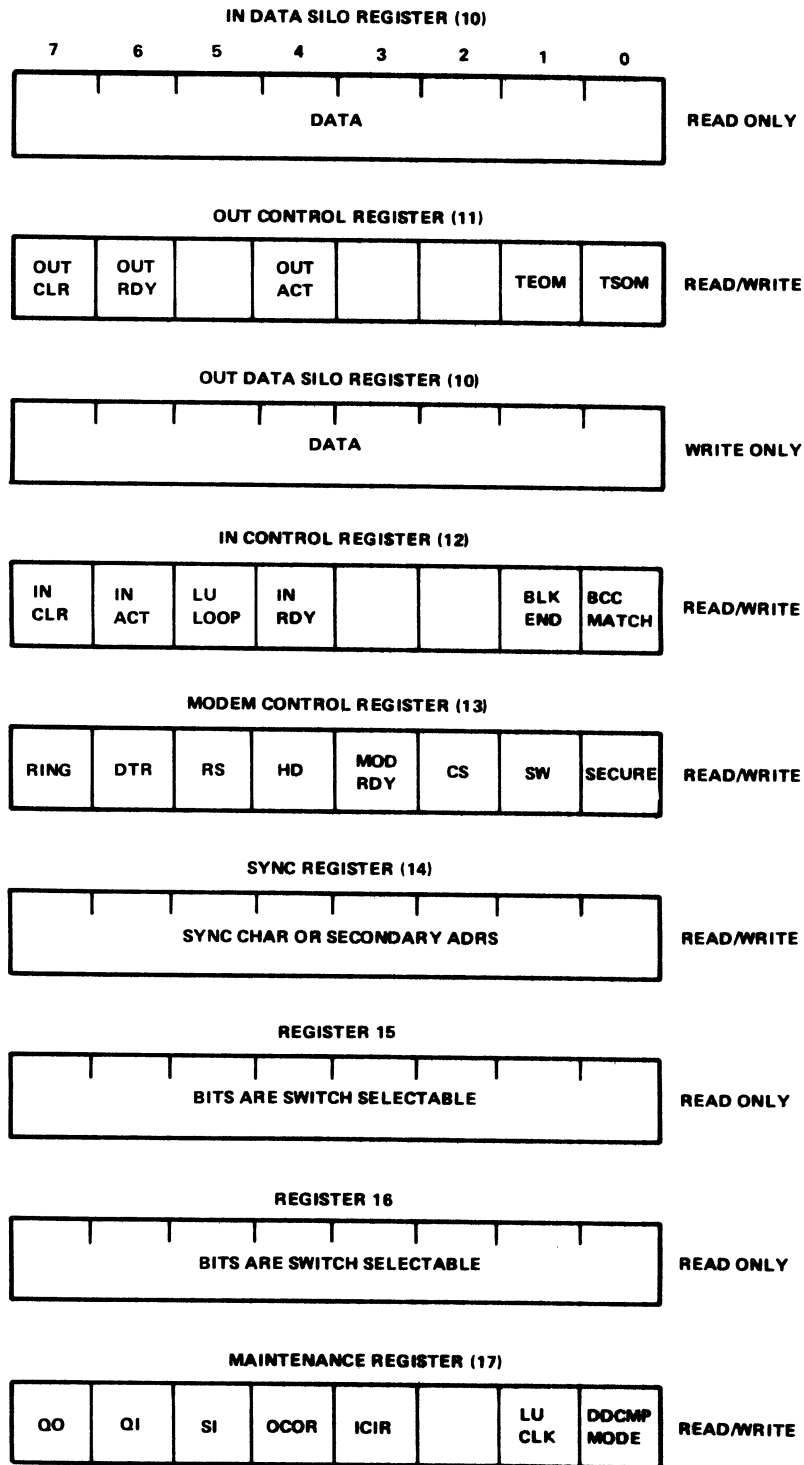 IN DATA SILO REGISTER (10)
7 6 5 4 3 2 1 0
DATA
READ ONLY
OUT CONTROL REGISTER (11)
OUT CLR
OUT RDY
OUT ACT
TEOM
TSOM
READ/WRITE
OUT DATA SILO REGISTER (10)
DATA
WRITE ONLY
IN CONTROL REGISTER (12)
IN CLR
IN ACT
LU LOOP
IN RDY
BLK END
BCC MATCH
READ/WRITE
MODEM CONTROL REGISTER (13)
RING
DTR
RS
HD
MOD RDY
CS
SW
SECURE
READ/WRITE
SYNC REGISTER (14)
SYNC CHAR OR SECONDARY ADRS
READ/WRITE
REGISTER 15
BITS ARE SWITCH SELECTABLE
READ ONLY
REGISTER 16
BITS ARE SWITCH SELECTABLE
READ ONLY
MAINTENANCE REGISTER (17)
QO
QI
SI
OCOR
ICIR
LU CLK
DDCMP MODE
READ/WRITE